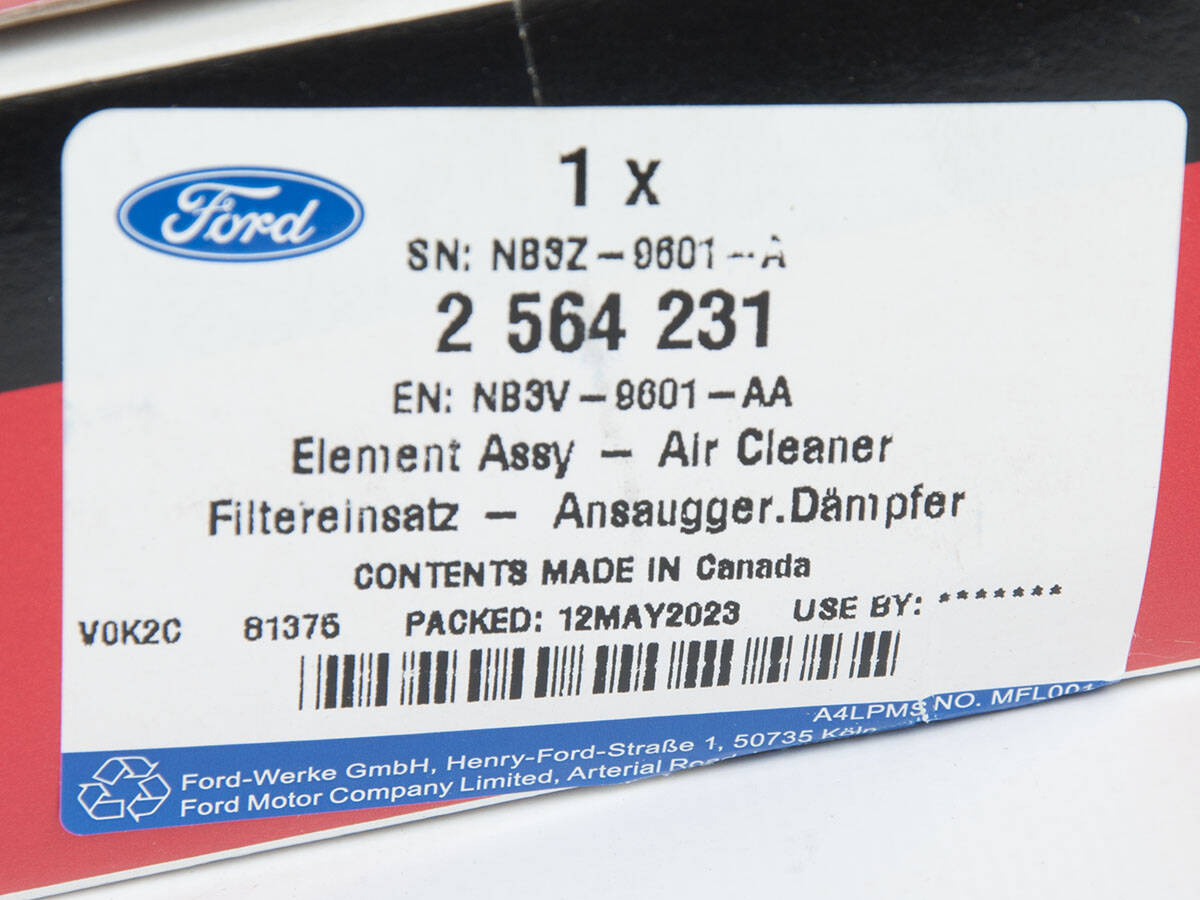 Ford
1 x
SN: NB3Z-9601-A
2 564 231
EN: NB3V-9601-AA
Element Assy - Air Cleaner
Filtereinsatz - Ansaugger.Dämpfer
CONTENTS MADE IN Canada
V0K2C 81375 PACKED: 12MAY2023 USE BY: *******
A4LPMS NO. MFL001
Ford-Werke GmbH, Henry-Ford-Straße 1, 50735 Köln
Ford Motor Company Limited, Arterial Road